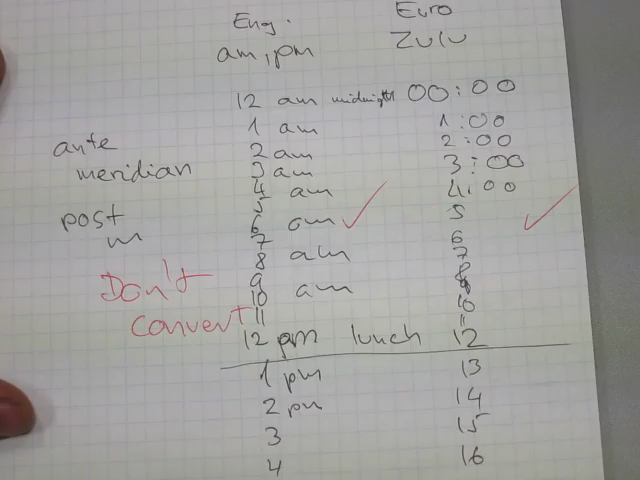 Eng. Euro
am, pm Zulu
12 am midnight 00:00
1 am 1:00
2 am 2:00
ante
3 am 3:00
meridian
4 am 4:00
5 5
post
6 am
m
7 6
8 am 7
8
9
Don't
10 am 10
11 11
convert
12 pm lunch 12
1 pm 13
2 pm 14
3 15
4 16